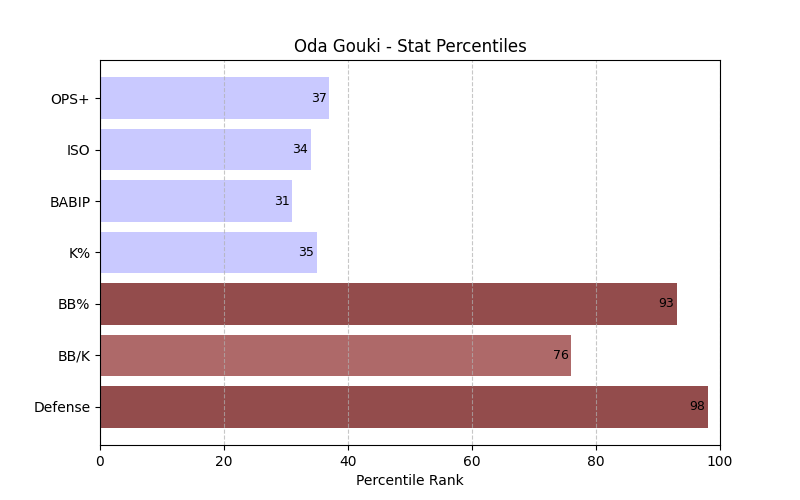 Oda Gouki - Stat Percentiles
OPS+ 37
ISO 34
BABIP 31
K% 35
BB% 93
BB/K 76
Defense 98
0 20 40 60 80 100
Percentile Rank